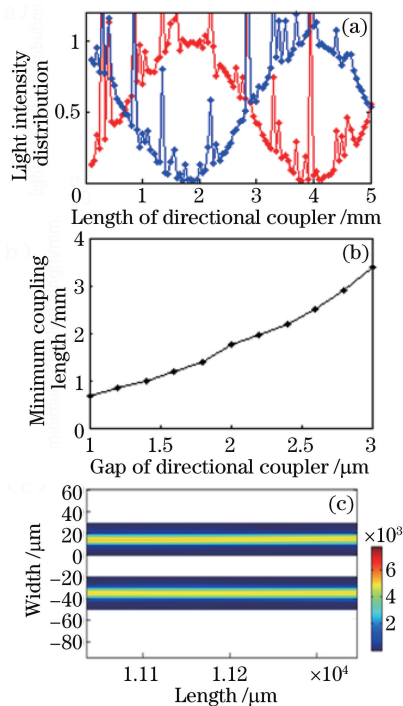 (a)
1
0.5
Light intensity
distribution
0 1 2 3 4 5
Length of directional coupler /mm
(b)
4
3
2
1
0
Minimum coupling
length /mm
1 1.5 2 2.5 3
Gap of directional coupler /μm
(c)
60
40
20
0
−20
−40
−60
−80
Width /μm
×10³
6
4
2
1.11 1.12 ×10⁴
Length /μm